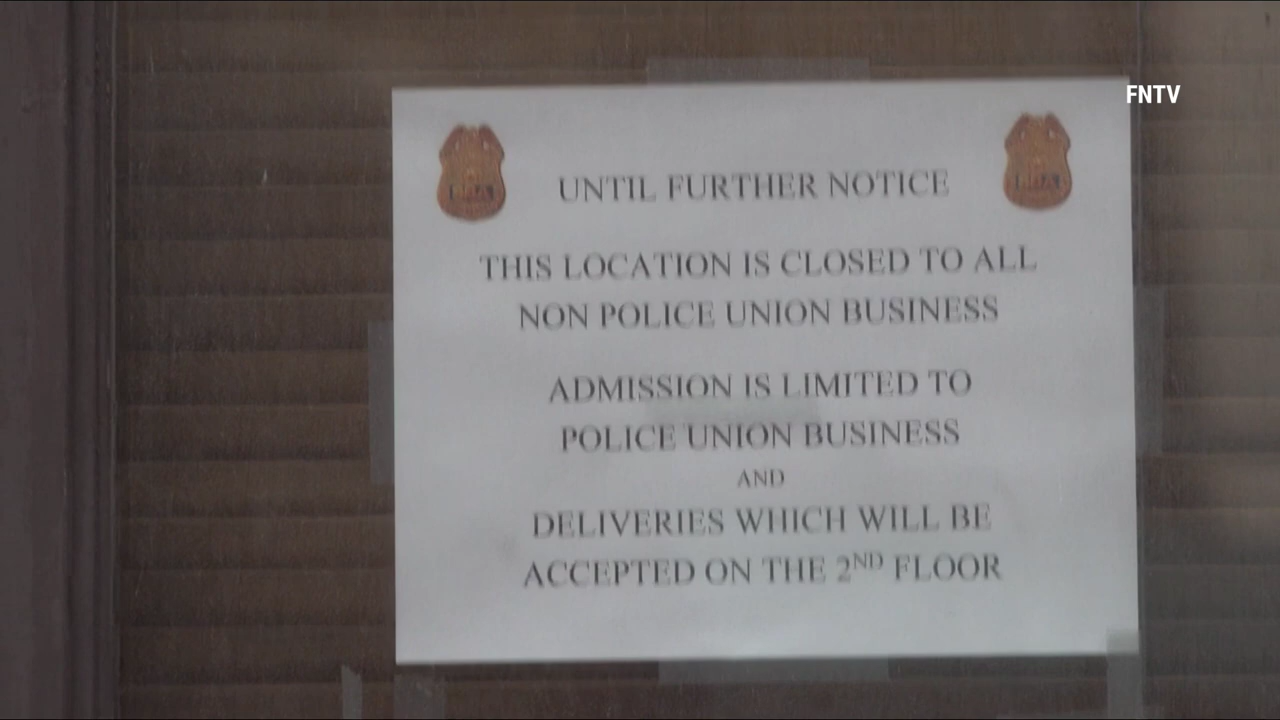 FNTV
UNTIL FURTHER NOTICE
THIS LOCATION IS CLOSED TO ALL
NON POLICE UNION BUSINESS
ADMISSION IS LIMITED TO
POLICE UNION BUSINESS
AND
DELIVERIES WHICH WILL BE
ACCEPTED ON THE 2ND FLOOR